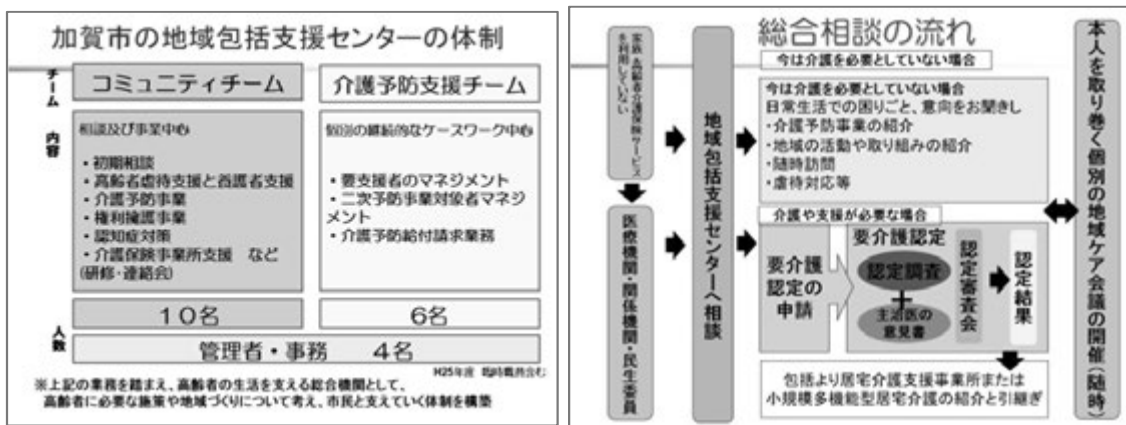 加賀市の地域包括支援センターの体制
チーム
コミュニティチーム
介護予防支援チーム
内容
相談及び事業中心
・初期相談
・高齢者虐待支援と養護者支援
・介護予防事業
・権利擁護事業
・認知症対策
・介護保険事業所支援 など
(研修・連絡会)
個別の継続的なケースワーク中心
・要支援者のマネジメント
・二次予防事業対象者マネジ
メント
・介護予防給付請求業務
人数
10名
6名
管理者・事務 4名
H25年度 臨時職員含む
※上記の業務を踏まえ、高齢者の生活を支える総合機関として、
高齢者に必要な施策や地域づくりについて考え、市民と支えていく体制を構築
総合相談の流れ
家族・高齢者介護保険サービス
を利用していない
医療機関・関係機関・民生委員
地域包括支援センターへ相談
今は介護を必要としていない場合
今は介護を必要としていない場合
日常生活での困りごと、意向をお聞きし
・介護予防事業の紹介
・地域の活動や取り組みの紹介
・随時訪問
・虐待対応等
介護や支援が必要な場合
要介護
認定の
申請
要介護認定
認定調査
+
主治医の
意見書
認定審査会
認定結果
包括より居宅介護支援事業所または
小規模多機能型居宅介護の紹介と引継ぎ
本人を取り巻く個別の地域ケア会議の開催(随時)